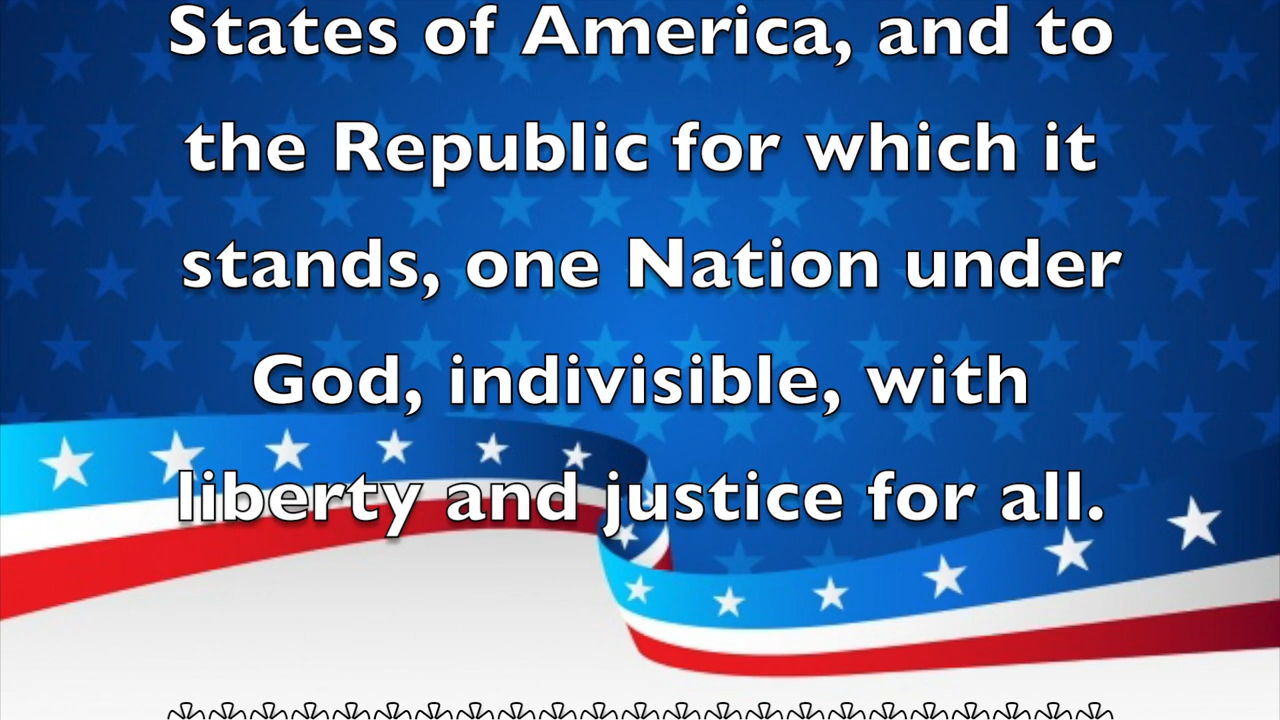 States of America, and to
the Republic for which it
stands, one Nation under
God, indivisible, with
liberty and justice for all.